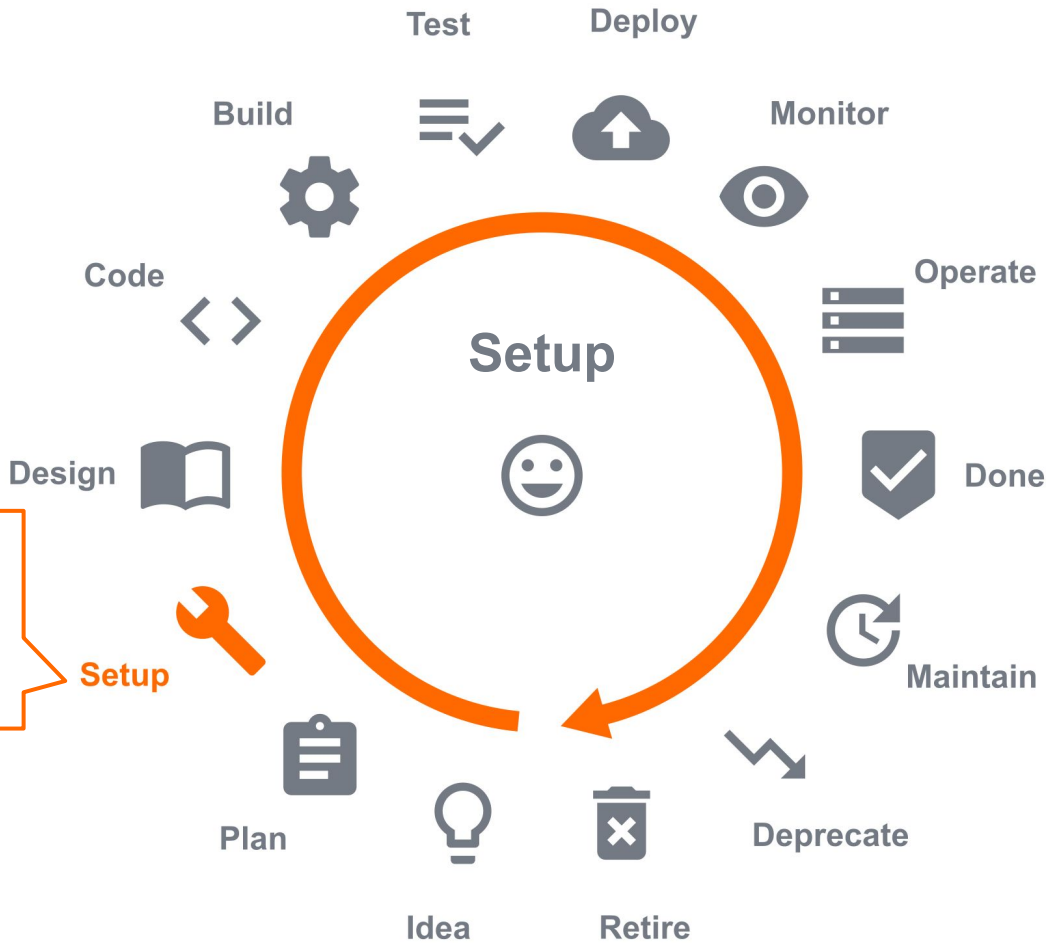 Test
Deploy
Build
Monitor
Code
Operate
Setup
Design
Done
Setup
Maintain
Plan
Deprecate
Idea
Retire